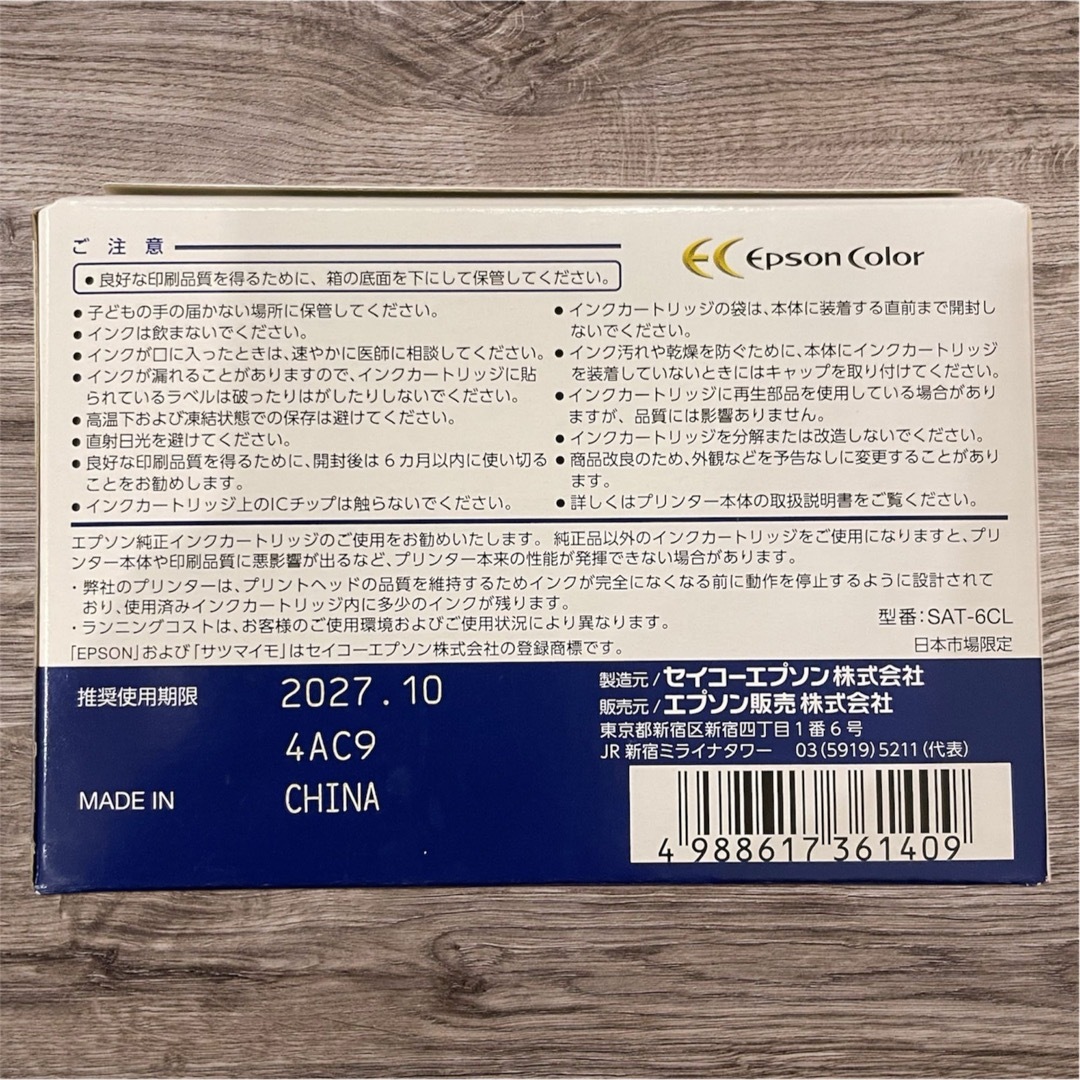 ご注意
EC Epson Color
● 良好な印刷品質を得るために、箱の底面を下にして保管してください。
● 子どもの手の届かない場所に保管してください。
● インクは飲まないでください。
● インクが口に入ったときは、速やかに医師に相談してください。
● インクが漏れることがありますので、インクカートリッジに貼
られているラベルは破ったりはがしたりしないでください。
● 高温下および凍結状態での保存は避けてください。
● 直射日光を避けてください。
● 良好な印刷品質を得るために、開封後は6カ月以内に使い切る
ことをお勧めします。
● インクカートリッジ上のICチップは触らないでください。
● インクカートリッジの袋は、本体に装着する直前まで開封し
ないでください。
● インク汚れや乾燥を防ぐために、本体にインクカートリッジ
を装着していないときにはキャップを取り付けてください。
● インクカートリッジに再生部品を使用している場合があり
ますが、品質には影響ありません。
● インクカートリッジを分解または改造しないでください。
● 商品改良のため、外観などを予告なしに変更することがあり
ます。
● 詳しくはプリンター本体の取扱説明書をご覧ください。
エプソン純正インクカートリッジのご使用をお勧めいたします。純正品以外のインクカートリッジをご使用になりますと、プリ
ンター本体や印刷品質に悪影響が出るなど、プリンター本来の性能が発揮できない場合があります。
・弊社のプリンターは、プリントヘッドの品質を維持するためインクが完全になくなる前に動作を停止するように設計されて
おり、使用済みインクカートリッジ内に多少のインクが残ります。
・ランニングコストは、お客様のご使用環境およびご使用状況により異なります。
「EPSON」および「サツマイモ」はセイコーエプソン株式会社の登録商標です。
型番:SAT-6CL
日本市場限定
推奨使用期限 2027.10
4AC9
MADE IN CHINA
製造元/セイコーエプソン株式会社
販売元/エプソン販売株式会社
東京都新宿区新宿四丁目1番6号
JR新宿ミライナタワー 03(5919)5211(代表)
4 988617 361409